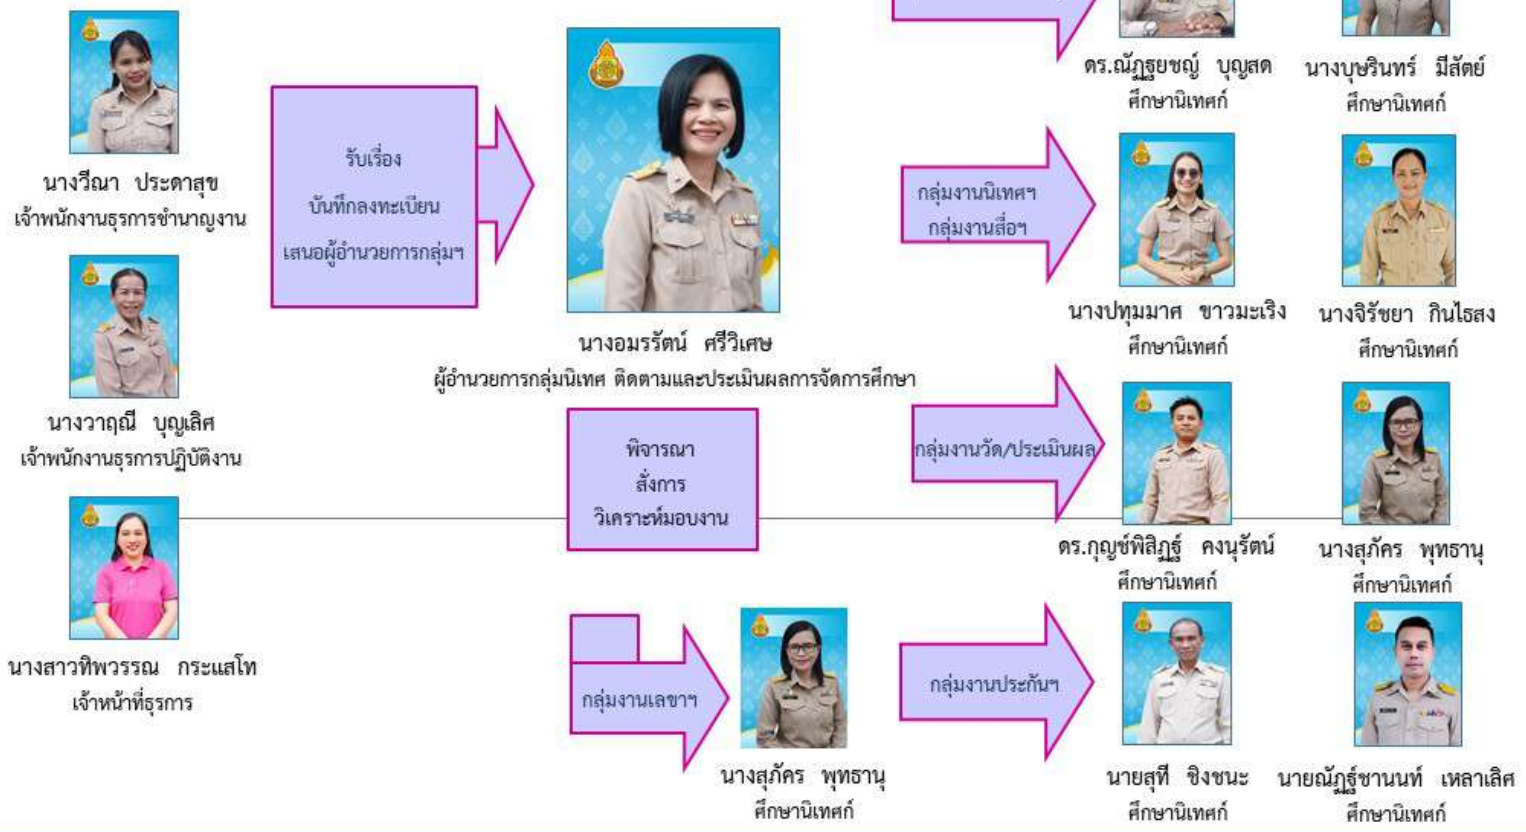 นางวีณา ประดาสุข
เจ้าพนักงานธุรการชำนาญงาน
นางวาฤณี บุญเลิศ
เจ้าพนักงานธุรการปฏิบัติงาน
นางสาวทิพวรรณ กระแสโท
เจ้าหน้าที่ธุรการ
รับเรื่อง
บันทึกลงทะเบียน
เสนอผู้อำนวยการกลุ่มฯ
นางอมรรัตน์ ศรีวิเศษ
ผู้อำนวยการกลุ่มนิเทศ ติดตามและประเมินผลการจัดการศึกษา
พิจารณา
สั่งการ
วิเคราะห์มอบงาน
กลุ่มงานเลขาฯ
นางสุภัคร พุทธานุ
ศึกษานิเทศก์
ดร.ณัฏฐยชญ์ บุญสด
ศึกษานิเทศก์
นางบุษรินทร์ มีสัตย์
ศึกษานิเทศก์
กลุ่มงานนิเทศฯ
กลุ่มงานสื่อฯ
นางปทุมมาศ ขาวมะเริง
ศึกษานิเทศก์
นางจิรัชยา กินไธสง
ศึกษานิเทศก์
กลุ่มงานวัด/ประเมินผล
ดร.กุญช์พิสิฏฐ์ คงนุรัตน์
ศึกษานิเทศก์
นางสุภัคร พุทธานุ
ศึกษานิเทศก์
กลุ่มงานประกันฯ
นายสุที ชิงชนะ
ศึกษานิเทศก์
นายณัฏฐ์ชานนท์ เหลาเลิศ
ศึกษานิเทศก์